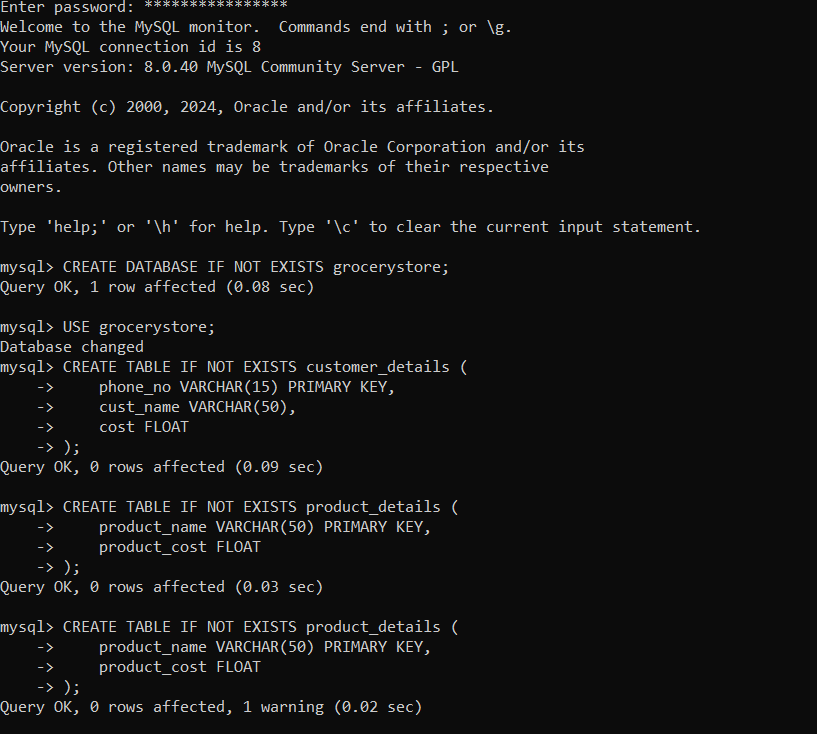 Enter password: ****************
Welcome to the MySQL monitor.  Commands end with ; or \g.
Your MySQL connection id is 8
Server version: 8.0.40 MySQL Community Server - GPL

Copyright (c) 2000, 2024, Oracle and/or its affiliates.

Oracle is a registered trademark of Oracle Corporation and/or its
affiliates. Other names may be trademarks of their respective
owners.

Type 'help;' or '\h' for help. Type '\c' to clear the current input statement.

mysql> CREATE DATABASE IF NOT EXISTS grocerystore;
Query OK, 1 row affected (0.08 sec)

mysql> USE grocerystore;
Database changed
mysql> CREATE TABLE IF NOT EXISTS customer_details (
    ->     phone_no VARCHAR(15) PRIMARY KEY,
    ->     cust_name VARCHAR(50),
    ->     cost FLOAT
    -> );
Query OK, 0 rows affected (0.09 sec)

mysql> CREATE TABLE IF NOT EXISTS product_details (
    ->     product_name VARCHAR(50) PRIMARY KEY,
    ->     product_cost FLOAT
    -> );
Query OK, 0 rows affected (0.03 sec)

mysql> CREATE TABLE IF NOT EXISTS product_details (
    ->     product_name VARCHAR(50) PRIMARY KEY,
    ->     product_cost FLOAT
    -> );
Query OK, 0 rows affected, 1 warning (0.02 sec)